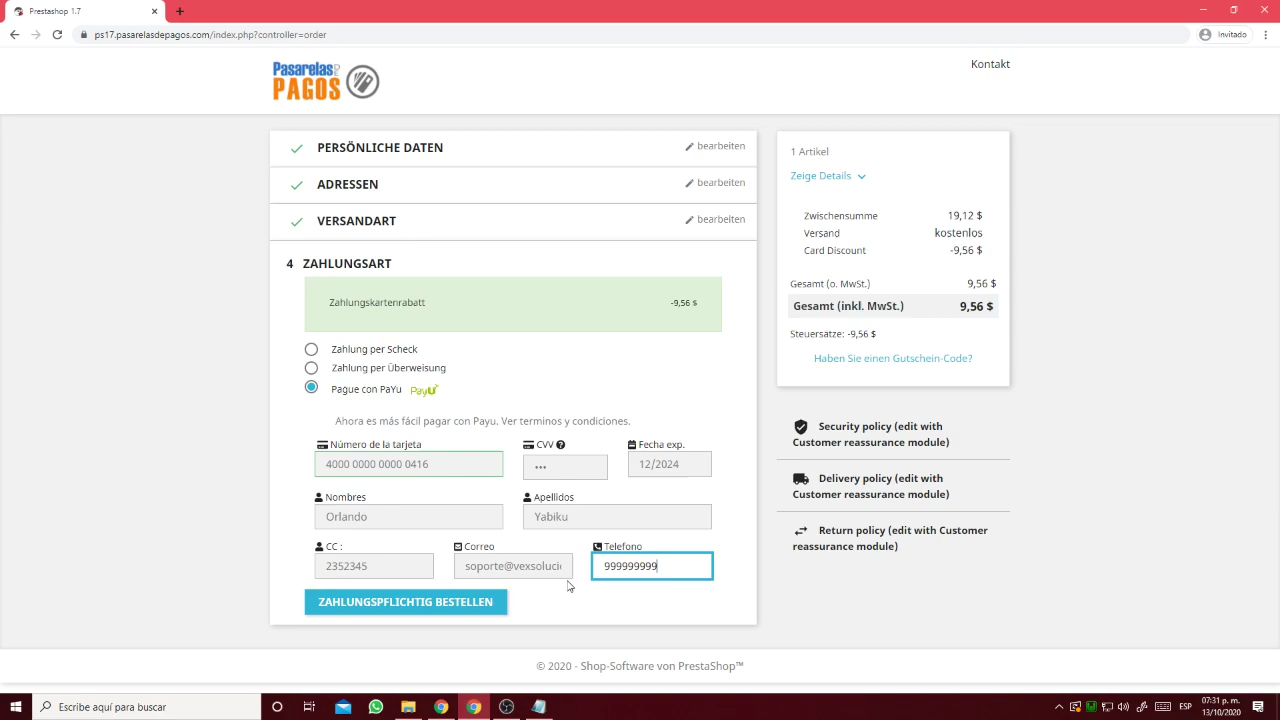 Prestashop 1.7
ps17.pasarelasdepagos.com/index.php?controller=order
Invitado
Pasarelas DE
PAGOS
Kontakt
PERSÖNLICHE DATEN
bearbeiten
ADRESSEN
bearbeiten
VERSANDART
bearbeiten
4 ZAHLUNGSART
Zahlungskartenrabatt -9,56 $
Zahlung per Scheck
Zahlung per Überweisung
Pague con PaYu PayU
Ahora es más fácil pagar con Payu. Ver terminos y condiciones.
Número de la tarjeta CVV Fecha exp.
4000 0000 0000 0416 ••• 12/2024
Nombres Apellidos
Orlando Yabiku
CC : Correo Telefono
2352345 soporte@vexsoluci 999999999
ZAHLUNGSPFLICHTIG BESTELLEN
1 Artikel
Zeige Details
Zwischensumme 19,12 $
Versand kostenlos
Card Discount -9,56 $
Gesamt (o. MwSt.) 9,56 $
Gesamt (inkl. MwSt.) 9,56 $
Steuersätze: -9,56 $
Haben Sie einen Gutschein-Code?
Security policy (edit with
Customer reassurance module)
Delivery policy (edit with
Customer reassurance module)
Return policy (edit with Customer
reassurance module)
© 2020 - Shop-Software von PrestaShop™
Escribe aquí para buscar
ESP
07:31 p. m.
13/10/2020